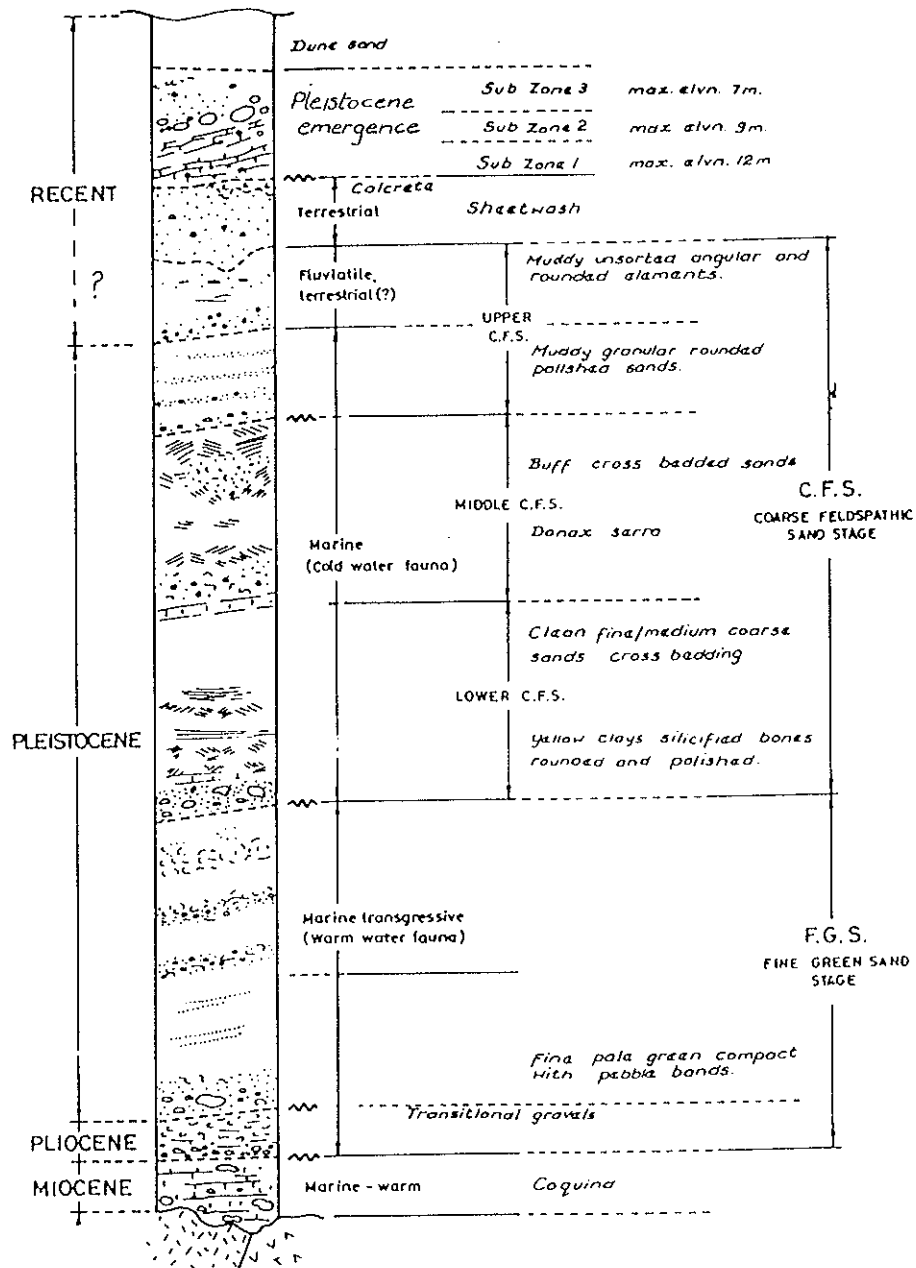 Dune sand
Pleistocene
emergence
Sub Zone 3 max. elvn. 7m.
Sub Zone 2 max elvn. 9m.
Sub Zone 1 max. elvn. 12m
RECENT
?
Calcrete
Terrestrial
Sheetwash
Fluviatile,
terrestrial(?)
Muddy unsorted angular and
rounded elements.
UPPER
C.F.S.
Muddy granular rounded
polished sands.
Buff cross bedded sands
MIDDLE C.F.S.
Donax serra
C.F.S.
COARSE FELDSPATHIC
SAND STAGE
Marine
(Cold water fauna)
Clean fine/medium coarse
sands cross bedding
LOWER C.F.S.
Yellow clays silicified bones
rounded and polished.
PLEISTOCENE
Marine transgressive
(Warm water fauna)
F.G.S.
FINE GREEN SAND
STAGE
Fine pale green compact
with pebble bands.
Transitional gravels
PLIOCENE
MIOCENE
Marine - warm
Coquina